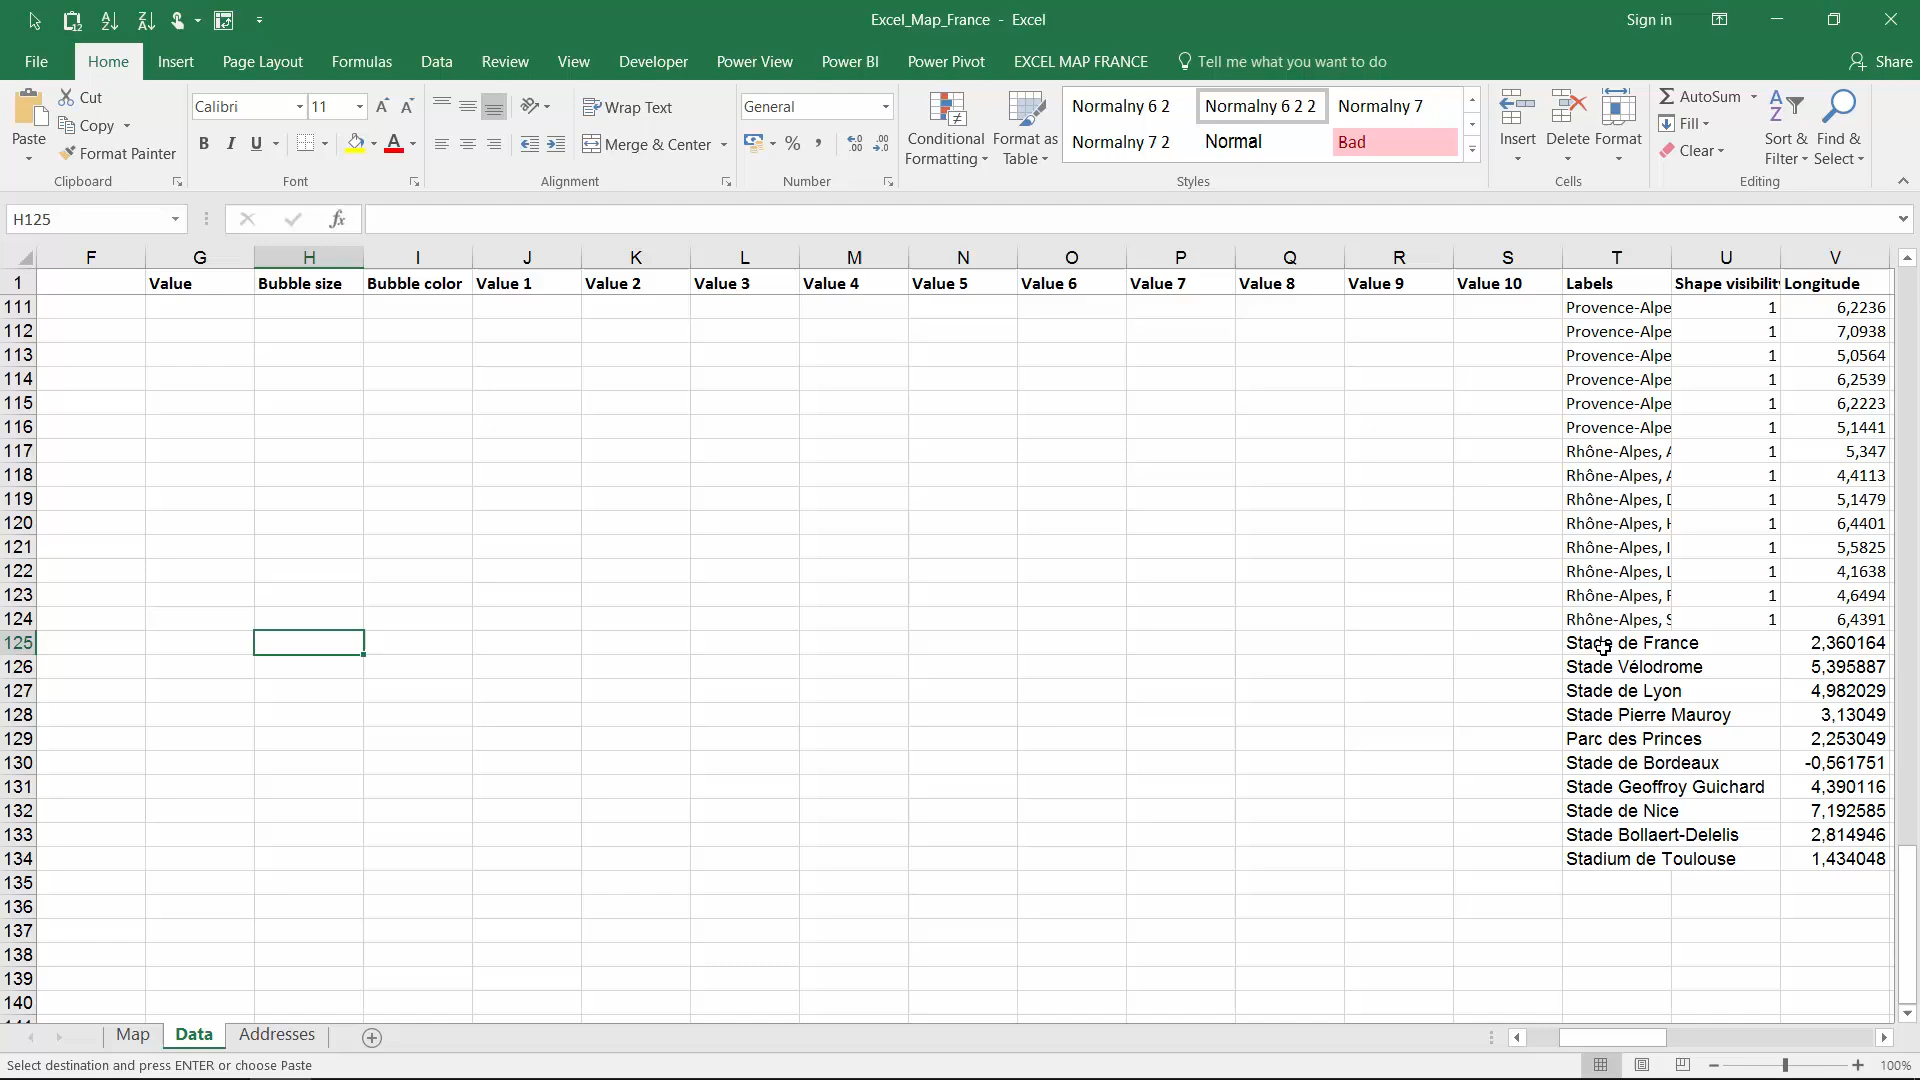 Excel_Map_France - Excel
Sign in
File Home Insert Page Layout Formulas Data Review View Developer Power View Power BI Power Pivot EXCEL MAP FRANCE Tell me what you want to do Share
Paste Cut Copy Format Painter Clipboard
Calibri 11 B I U A Font
Wrap Text Merge & Center Alignment
General % , Number
Conditional Formatting Format as Table
Normalny 6 2 Normalny 6 2 2 Normalny 7
Normalny 7 2 Normal Bad
Styles
Insert Delete Format Cells
AutoSum Fill Clear Sort & Filter Find & Select Editing
H125 fx
F G H I J K L M N O P Q R S T U V
1 Value Bubble size Bubble color Value 1 Value 2 Value 3 Value 4 Value 5 Value 6 Value 7 Value 8 Value 9 Value 10 Labels Shape visibilit Longitude
111 Provence-Alpe 1 6,2236
112 Provence-Alpe 1 7,0938
113 Provence-Alpe 1 5,0564
114 Provence-Alpe 1 6,2539
115 Provence-Alpe 1 6,2223
116 Provence-Alpe 1 5,1441
117 Rhône-Alpes, A 1 5,347
118 Rhône-Alpes, A 1 4,4113
119 Rhône-Alpes, D 1 5,1479
120 Rhône-Alpes, H 1 6,4401
121 Rhône-Alpes, I 1 5,5825
122 Rhône-Alpes, L 1 4,1638
123 Rhône-Alpes, R 1 4,6494
124 Rhône-Alpes, S 1 6,4391
125 Stade de France 2,360164
126 Stade Vélodrome 5,395887
127 Stade de Lyon 4,982029
128 Stade Pierre Mauroy 3,13049
129 Parc des Princes 2,253049
130 Stade de Bordeaux -0,561751
131 Stade Geoffroy Guichard 4,390116
132 Stade de Nice 7,192585
133 Stade Bollaert-Delelis 2,814946
134 Stadium de Toulouse 1,434048
135
136
137
138
139
140
Map Data Addresses
Select destination and press ENTER or choose Paste
100%